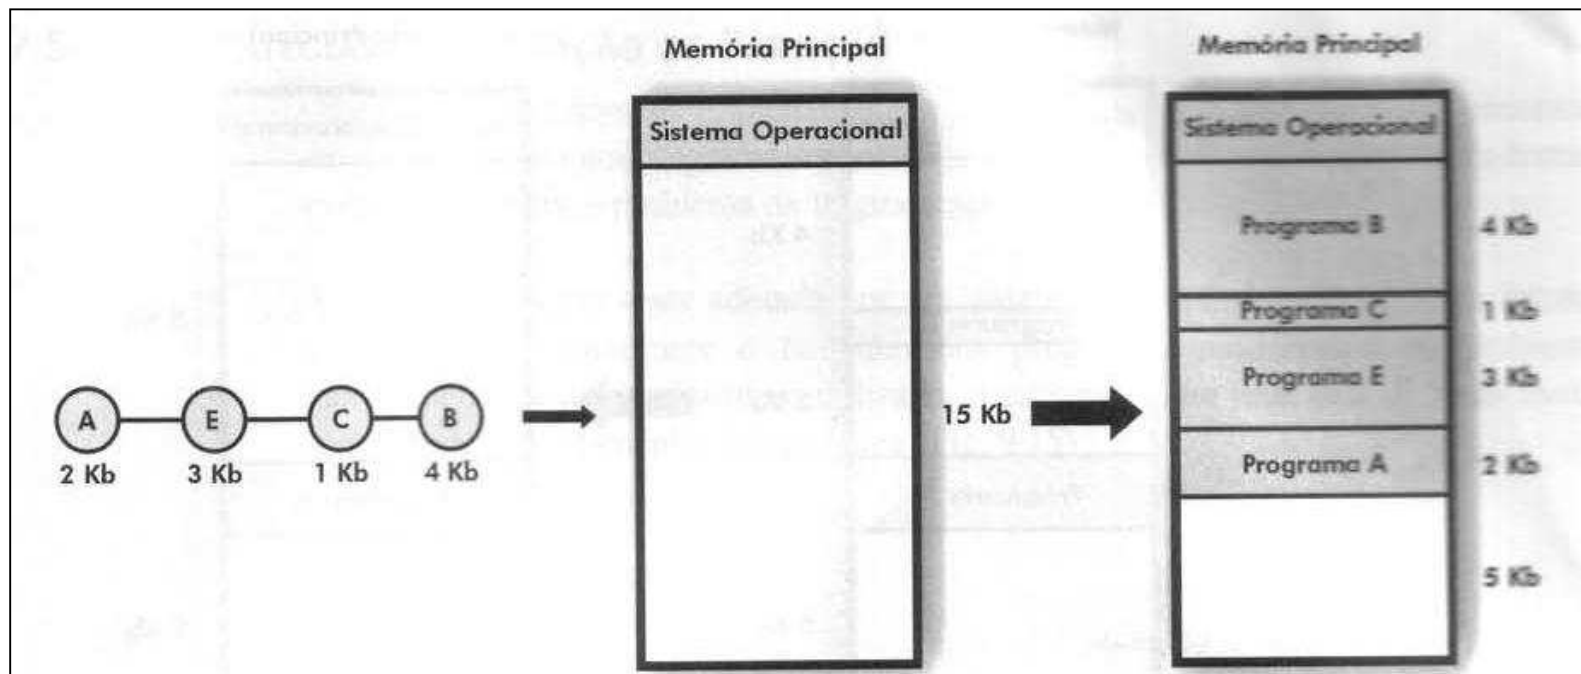 Memória Principal
Memória Principal
Sistema Operacional
Sistema Operacional
Programa B
4 Kb
Programa C
1 Kb
Programa E
3 Kb
A
E
C
B
15 Kb
2 Kb
3 Kb
1 Kb
4 Kb
Programa A
2 Kb
5 Kb